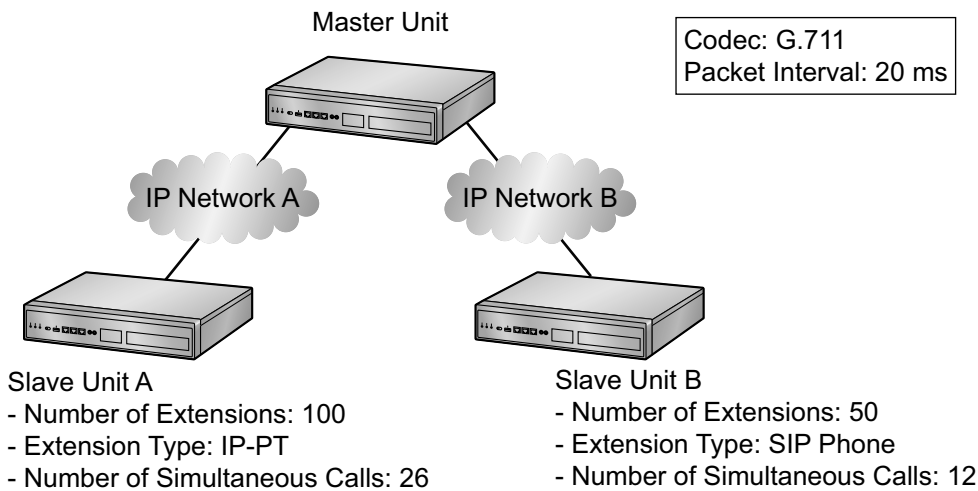 Master Unit
Codec: G.711
Packet Interval: 20 ms
IP Network A
IP Network B
Slave Unit A
- Number of Extensions: 100
- Extension Type: IP-PT
- Number of Simultaneous Calls: 26
Slave Unit B
- Number of Extensions: 50
- Extension Type: SIP Phone
- Number of Simultaneous Calls: 12